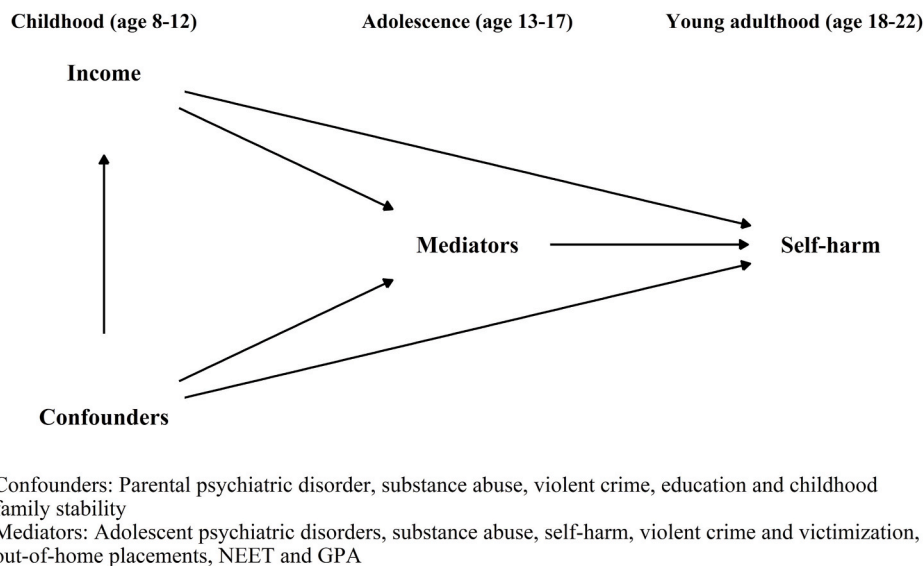 Childhood (age 8-12)
Adolescence (age 13-17)
Young adulthood (age 18-22)
Income
Mediators
Self-harm
Confounders
Confounders: Parental psychiatric disorder, substance abuse, violent crime, education and childhood
family stability
Mediators: Adolescent psychiatric disorders, substance abuse, self-harm, violent crime and victimization,
out-of-home placements, NEET and GPA